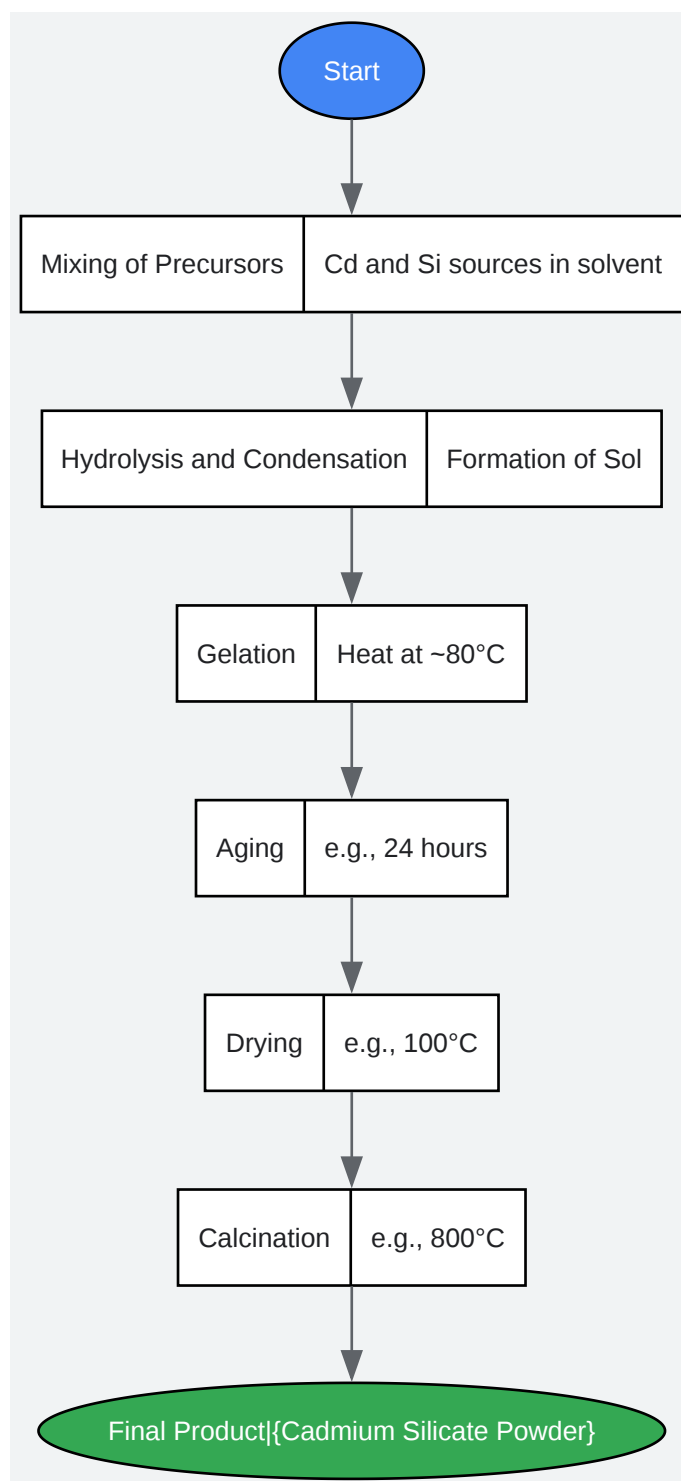 Start
Mixing of Precursors Cd and Si sources in solvent
Hydrolysis and Condensation Formation of Sol
Gelation Heat at ~80°C
Aging e.g., 24 hours
Drying e.g., 100°C
Calcination e.g., 800°C
Final Product|{Cadmium Silicate Powder}